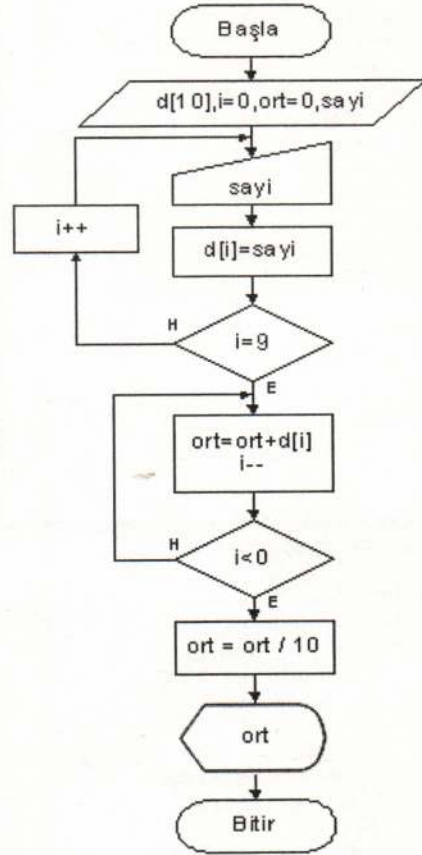 Başla
d[10],i=0,ort=0,sayi
sayi
i++
d[i]=sayi
H
i=9
E
ort=ort+d[i]
i--
H
i<0
E
ort = ort / 10
ort
Bitir